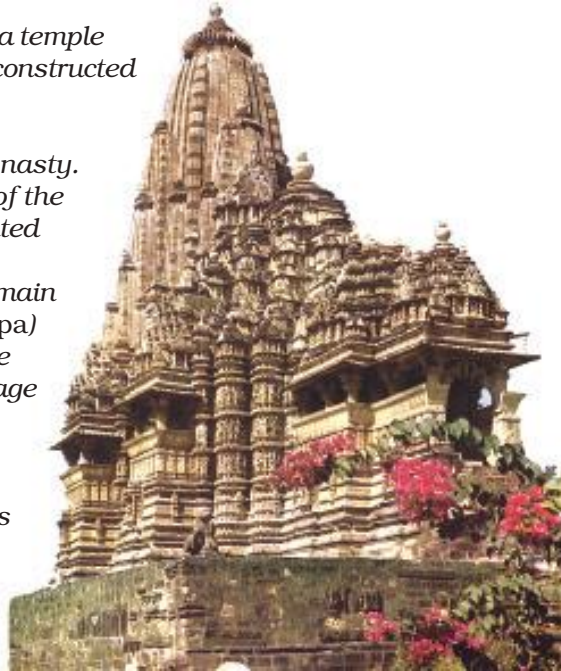 a temple
constructed
nasty.
of the
ted
main
pa)
e
age
s